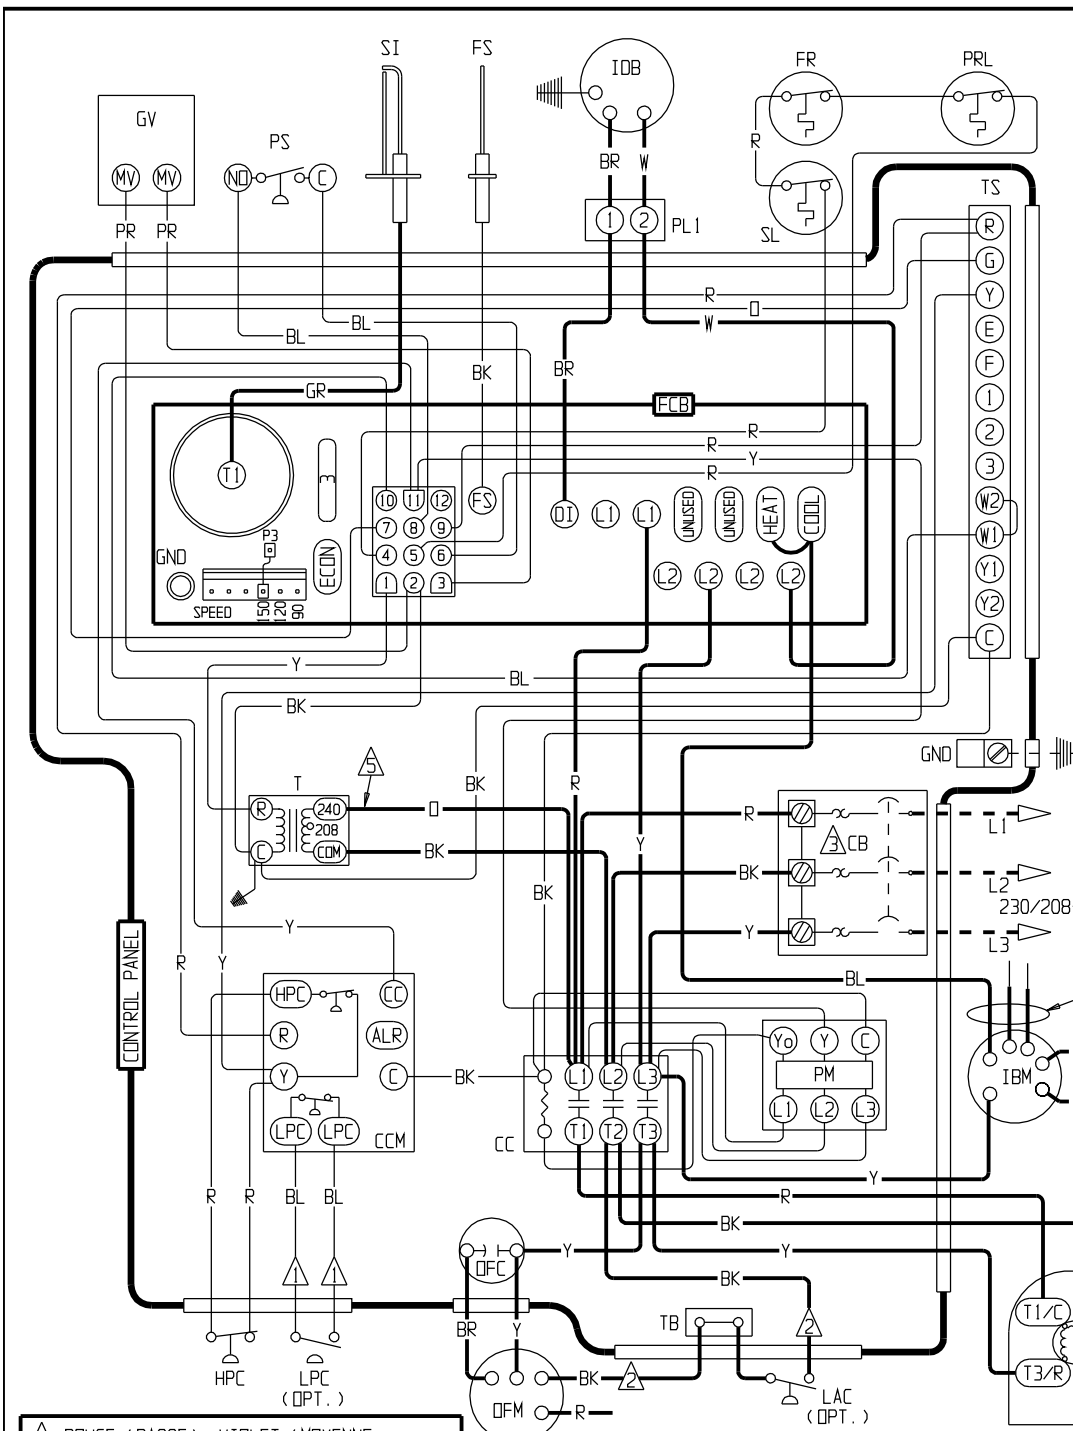 SI
FS
IDB
FR
PRL
GV
PS
MV
MV
NO
C
BR
W
R
TS
PR
PR
1
2
PL1
SL
R
G
Y
E
F
1
2
3
W2
W1
Y1
Y2
C
R
O
BL
BL
W
BK
BR
GR
FCB
R
R
Y
R
T1
3
10
11
12
7
8
9
4
5
6
1
2
3
FS
DI
L1
L1
UNUSED
UNUSED
HEAT
COOL
P3
GND
ECON
L2
L2
L2
L2
SPEED
150
120
90
Y
BL
BK
GND
T
5
BK
R
R
240
O
208
C
COM
BK
Y
R
3
CB
L1
BK
L2
230/208
Y
L3
BK
Y
R
Y
CONTROL PANEL
HPC
CC
R
ALR
Y
C
BK
LPC
LPC
CCM
BL
Yo
Y
C
PM
L1
L2
L3
IBM
L1
L2
L3
T1
T2
T3
CC
Y
R
R
BL
BL
R
BK
Y
Y
BK
1
1
OFC
BR
Y
TB
2
T1/C
T3/R
HPC
LPC
(OPT.)
BK
2
OFM
R
LAC
(OPT.)